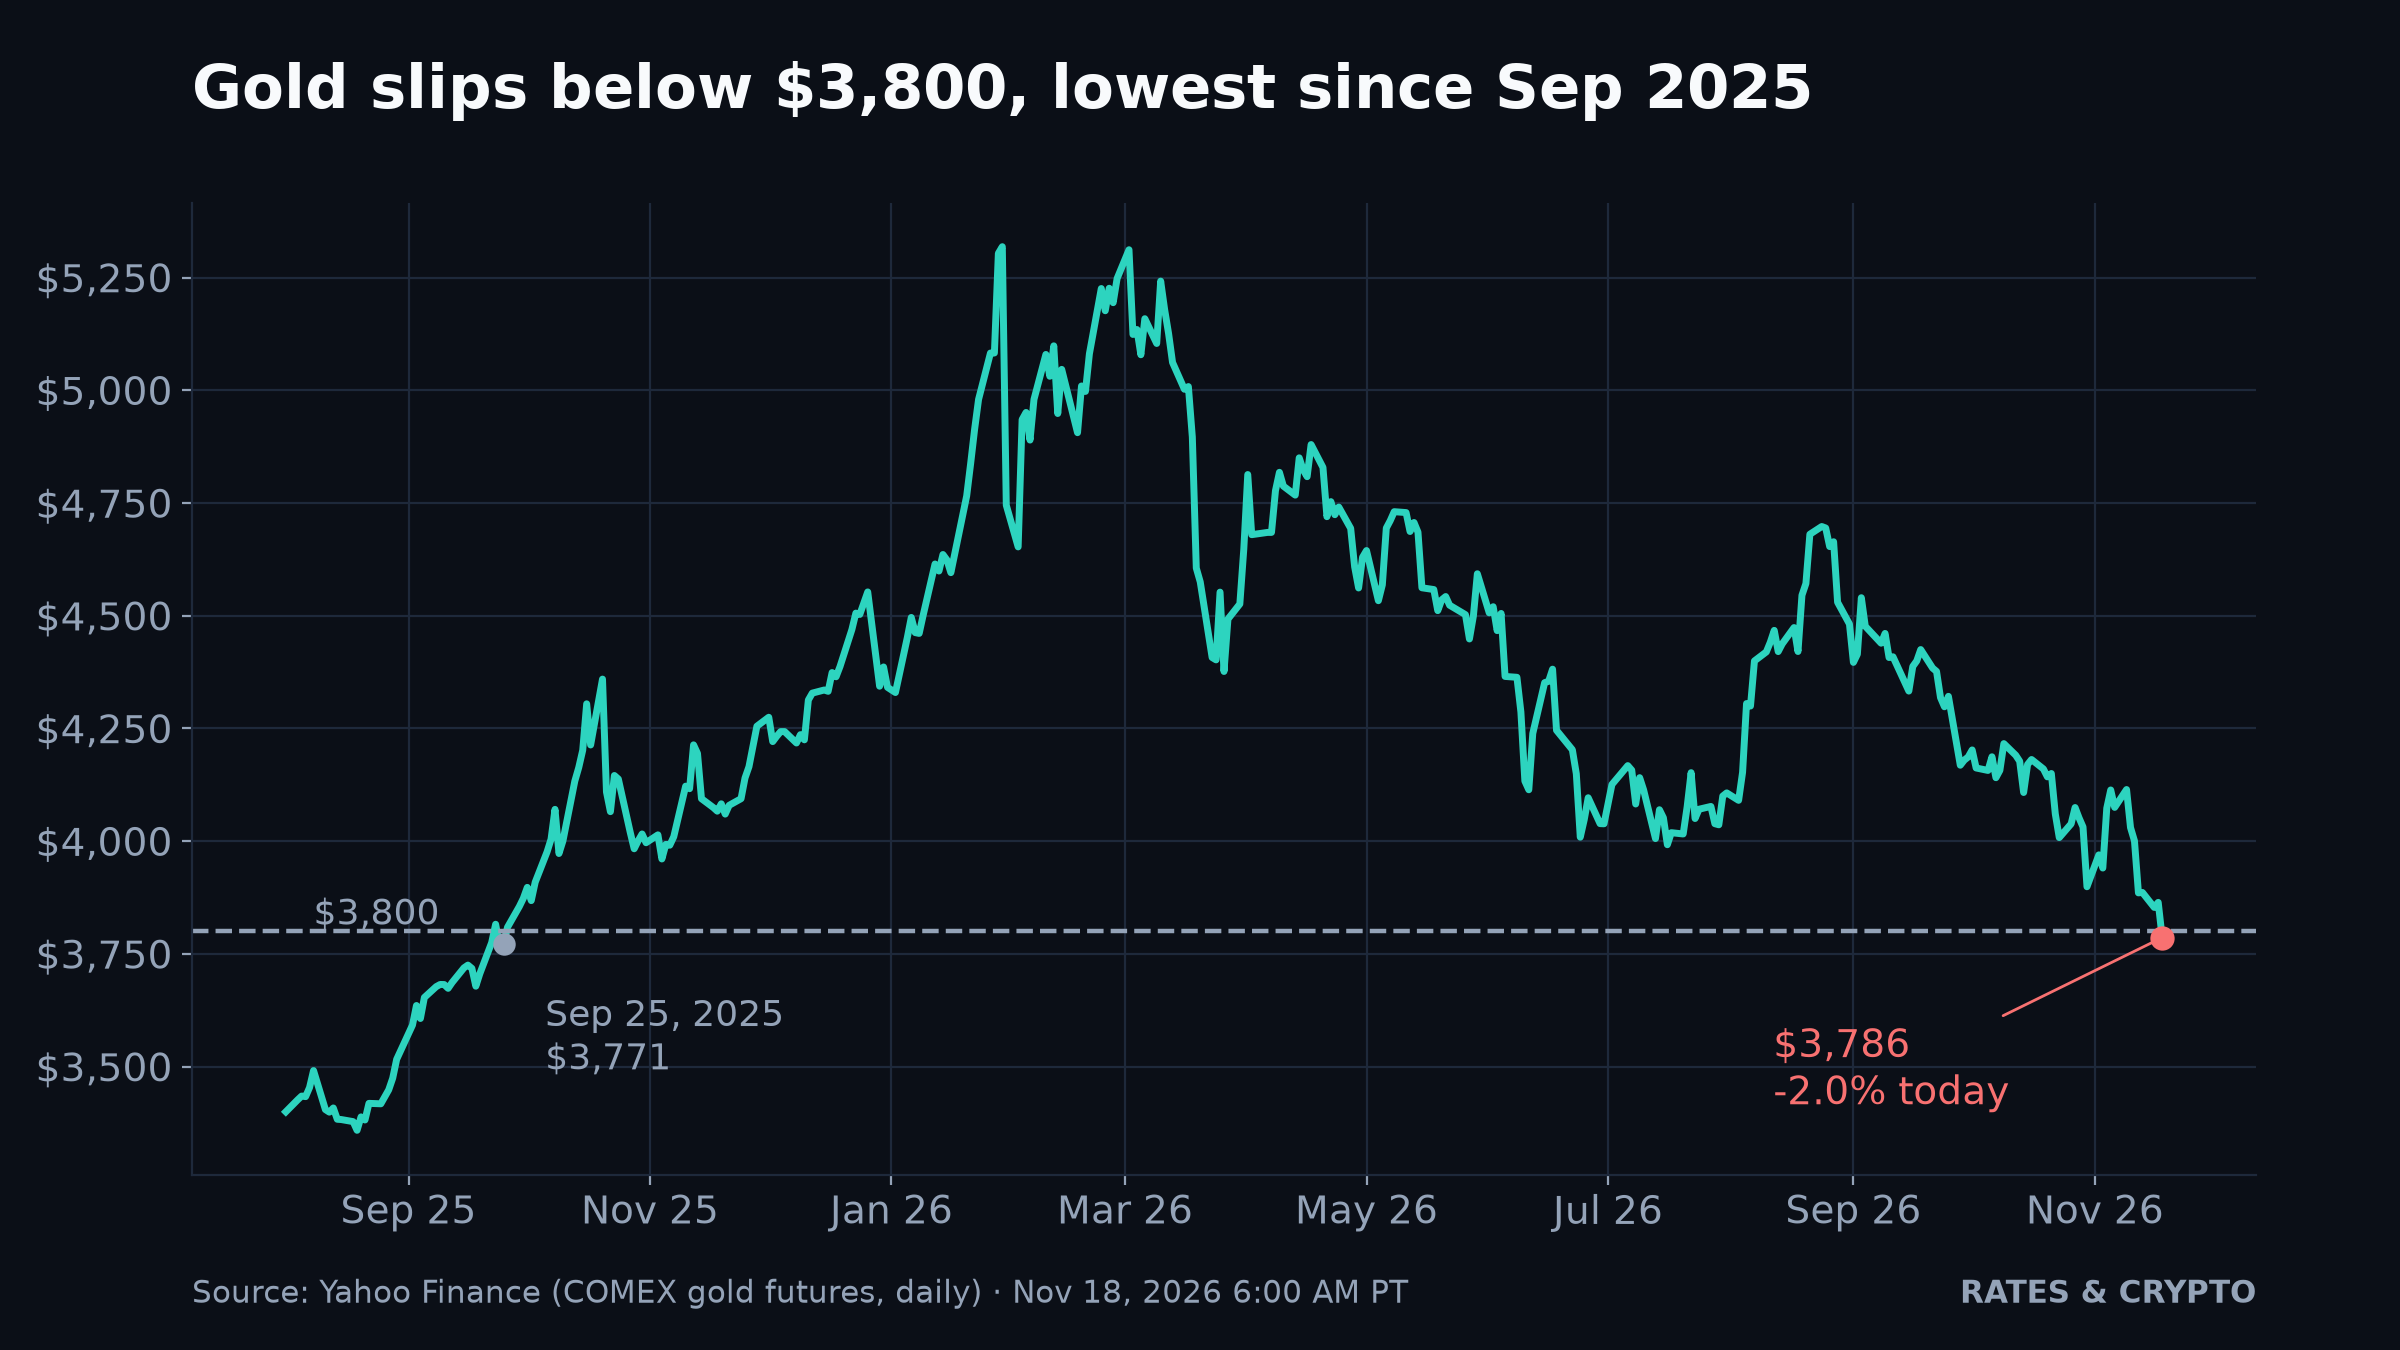 Gold slips below $3,800, lowest since Sep 2025
$5,250
$5,000
$4,750
$4,500
$4,250
$4,000
$3,800
$3,750
$3,500
Sep 25, 2025
$3,771
$3,786
-2.0% today
Sep 25 Nov 25 Jan 26 Mar 26 May 26 Jul 26 Sep 26 Nov 26
Source: Yahoo Finance (COMEX gold futures, daily) · Nov 18, 2026 6:00 AM PT
RATES & CRYPTO